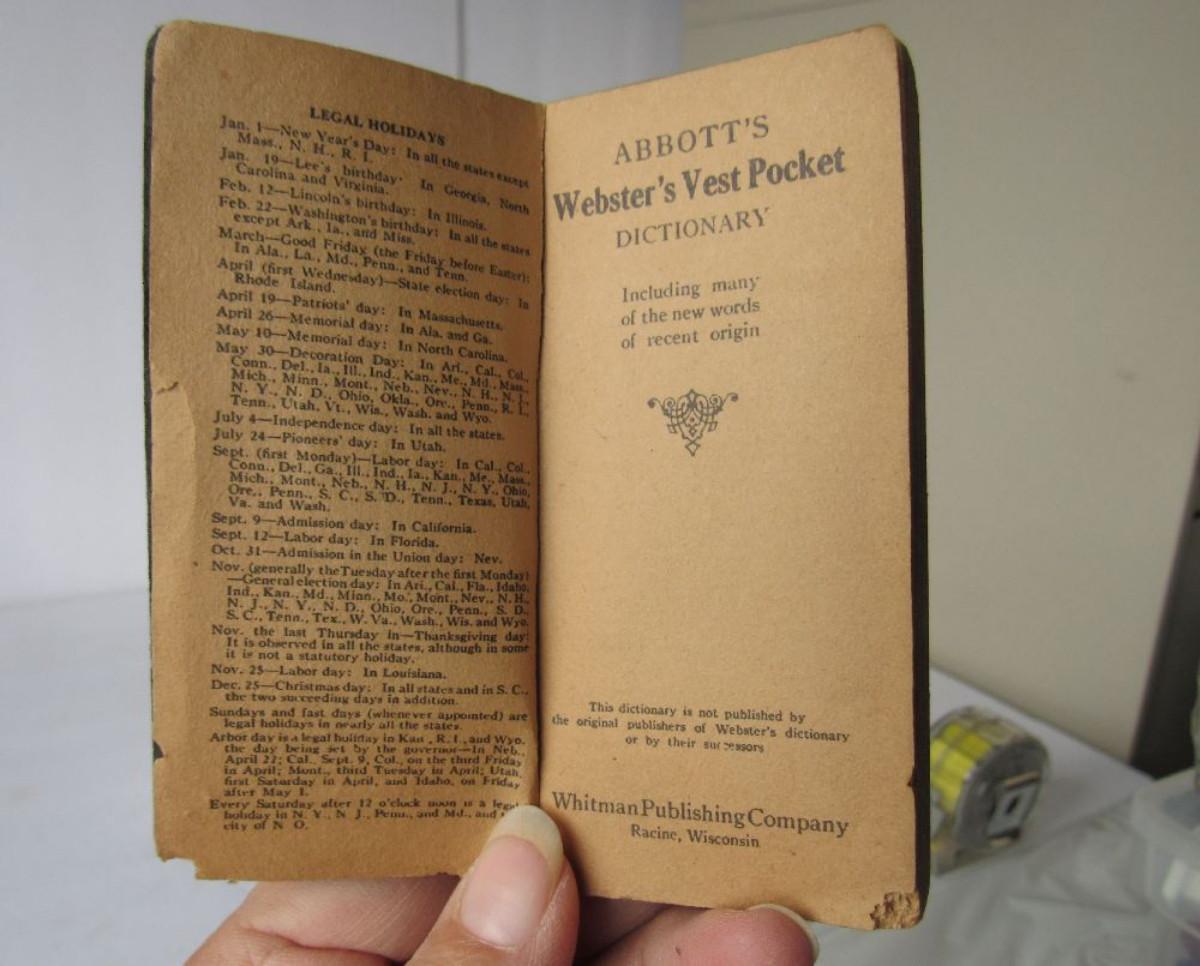 LEGAL HOLIDAYS
Jan. 1—New Year's Day: In all the states except
Mass., N. H., R. I.
Jan. 19—Lee's birthday: In Georgia, North
Carolina and Virginia.
Feb. 12—Lincoln's birthday: In Illinois.
Feb. 22—Washington's birthday: In all the states
except Ark., Ia., and Miss.
March—Good Friday (the Friday before Easter):
In Ala., La., Md., Penn., and Tenn.
April (first Wednesday)—State election day: In
Rhode Island.
April 19—Patriots' day: In Massachusetts.
April 26—Memorial day: In Ala. and Ga.
May 10—Memorial day: In North Carolina.
May 30—Decoration Day: In Ari., Cal., Col.,
Conn., Del., Ia., Ill., Ind., Kan., Me., Md., Mass.,
Mich., Minn., Mont., Neb., Nev., N. H., N. J.,
N. Y., N. D., Ohio, Okla., Ore., Penn., R. I.,
Tenn., Utah, Vt., Wis., Wash. and Wyo.
July 4—Independence day: In all the states.
July 24—Pioneers' day: In Utah.
Sept. (first Monday)—Labor day: In Cal., Col.,
Conn., Del., Ga., Ill., Ind., Ia., Kan., Me., Mass.,
Mich., Mont., Neb., N. H., N. J., N. Y., Ohio,
Ore., Penn., S. C., S. D., Tenn., Texas, Utah,
Va. and Wash.
Sept. 9—Admission day: In California.
Sept. 12—Labor day: In Florida.
Oct. 31—Admission in the Union day: Nev.
Nov. (generally the Tuesday after the first Monday)
—General election day: In Ari., Cal., Fla., Idaho,
Ind., Kan., Md., Minn., Mo., Mont., Nev., N. H.,
N. J., N. Y., N. D., Ohio, Ore., Penn., S. D.,
S. C., Tenn., Tex., W. Va., Wash., Wis. and Wyo.
Nov. the last Thursday in—Thanksgiving day:
It is observed in all the states, although in some
it is not a statutory holiday.
Nov. 25—Labor day: In Louisiana.
Dec. 25—Christmas day: In all states and in S. C.,
the two succeeding days in addition.
Sundays and fast days (whenever appointed) are
legal holidays in nearly all the states.
Arbor day is a legal holiday in Kan., R. I., and Wyo.
the day being set by the governor—In Neb.,
April 22; Cal., Sept. 9, Col., on the third Friday
in April; Mont., third Tuesday in April; Utah,
first Saturday in April, and Idaho, on Friday
after May 1.
Every Saturday after 12 o'clock noon is a legal
holiday in N. Y., N. J., Penn., and Md., and
city of N. O.
ABBOTT'S
Webster's Vest Pocket
DICTIONARY
Including many
of the new words
of recent origin
This dictionary is not published by
the original publishers of Webster's dictionary
or by their successors
Whitman Publishing Company
Racine, Wisconsin